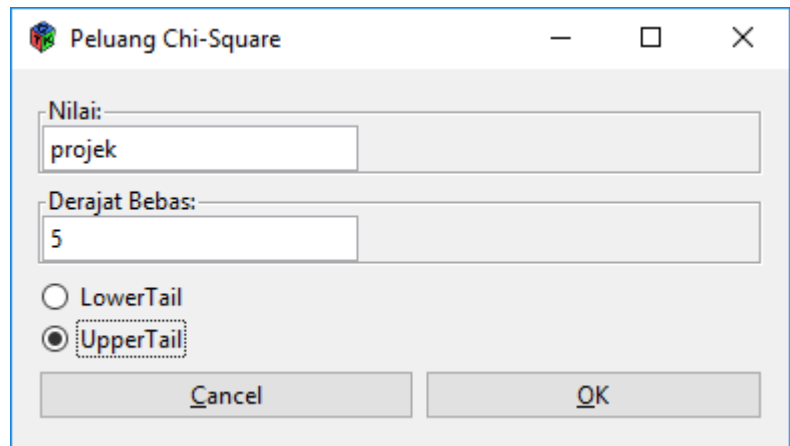 Peluang Chi-Square
Nilai:
projek
Derajat Bebas:
5
LowerTail
UpperTail
Cancel OK